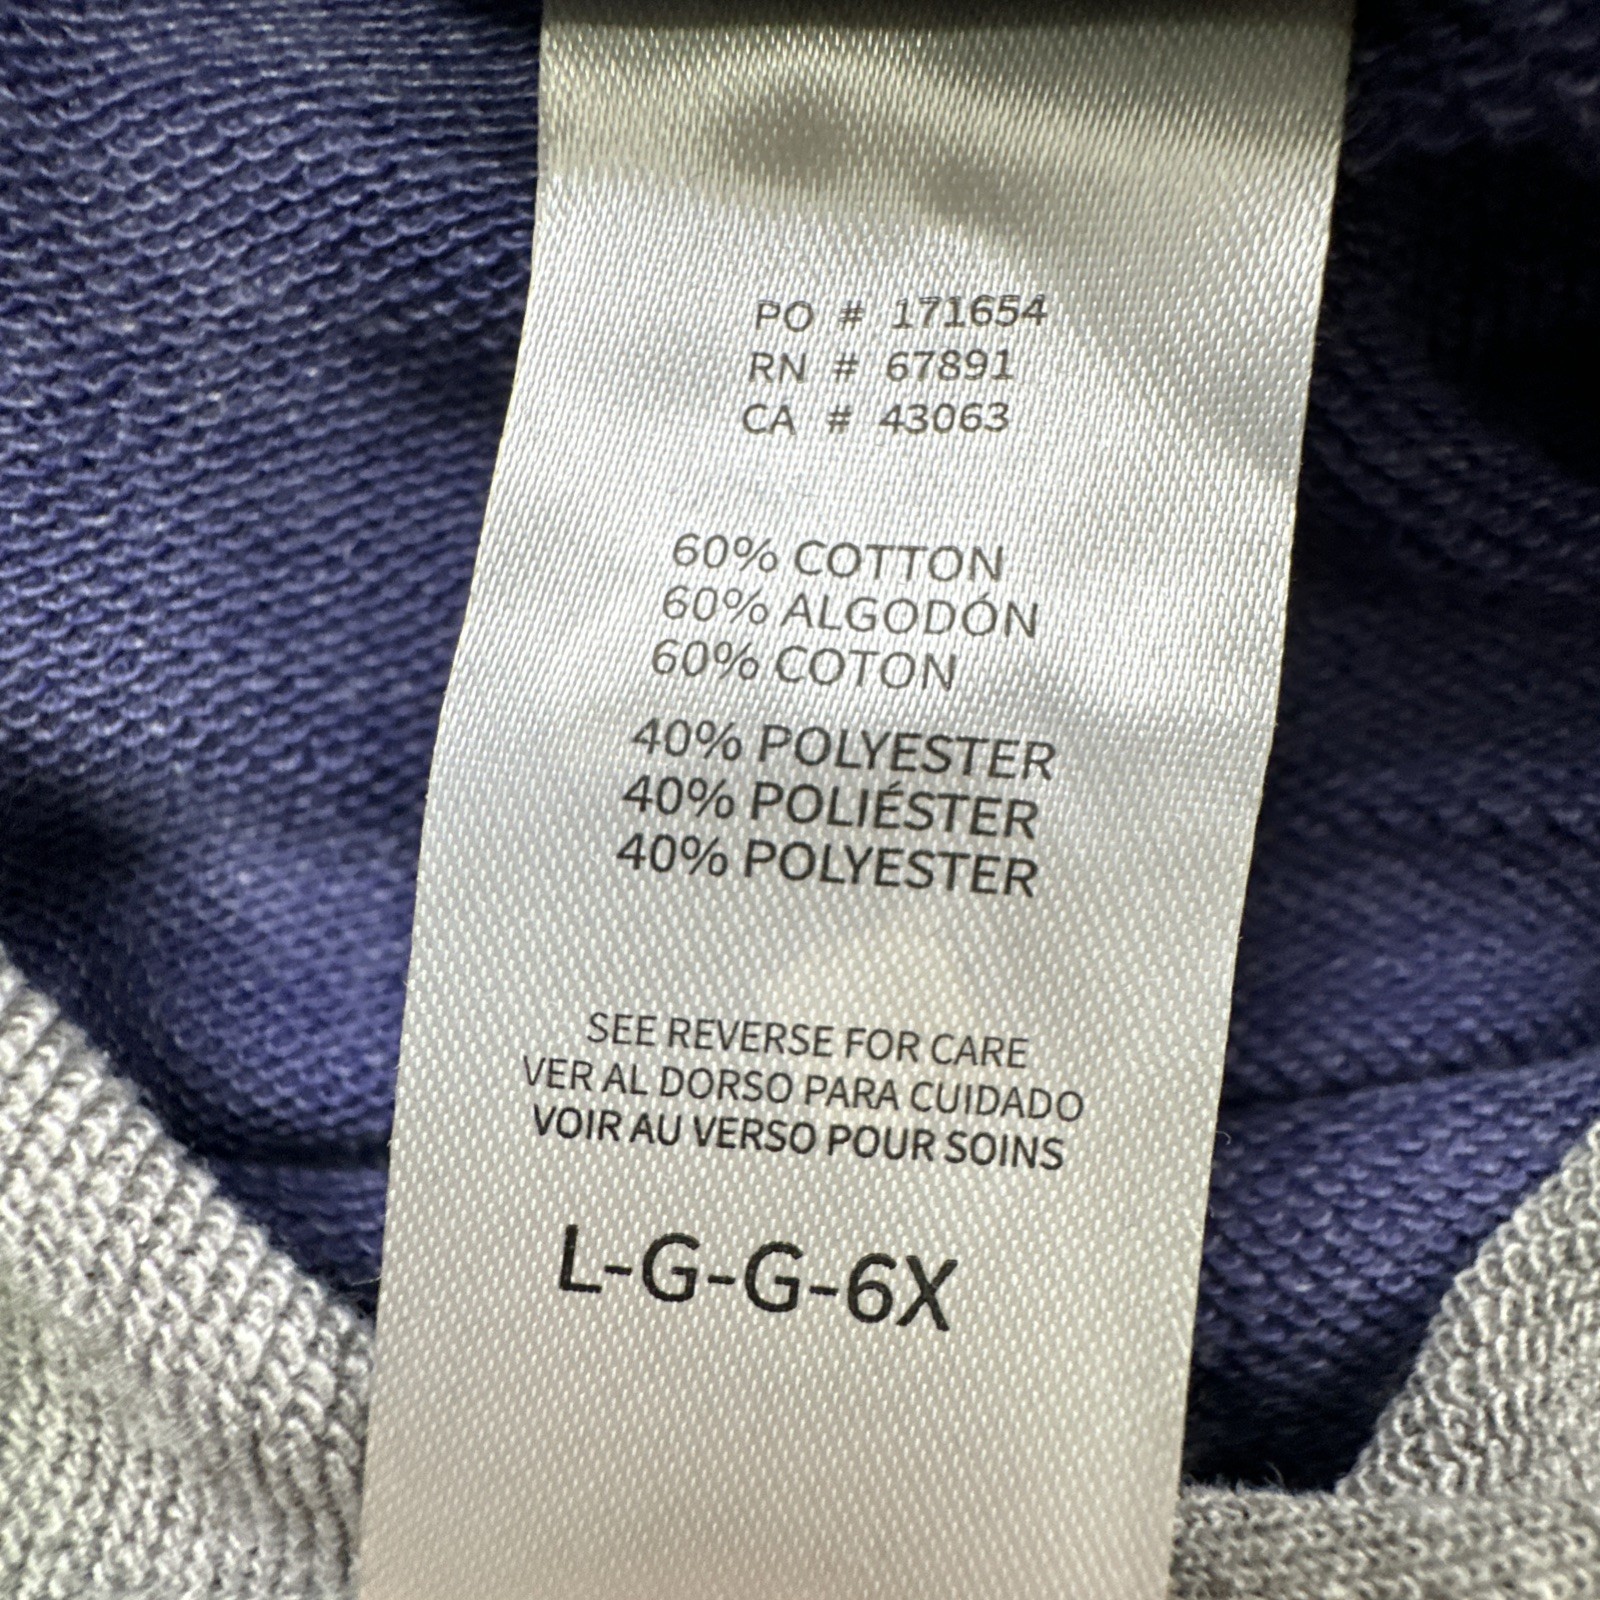 PO # 171654
RN # 67891
CA # 43063
60% COTTON
60% ALGODÓN
60% COTON
40% POLYESTER
40% POLIÉSTER
40% POLYESTER
SEE REVERSE FOR CARE
VER AL DORSO PARA CUIDADO
VOIR AU VERSO POUR SOINS
L-G-G-6X